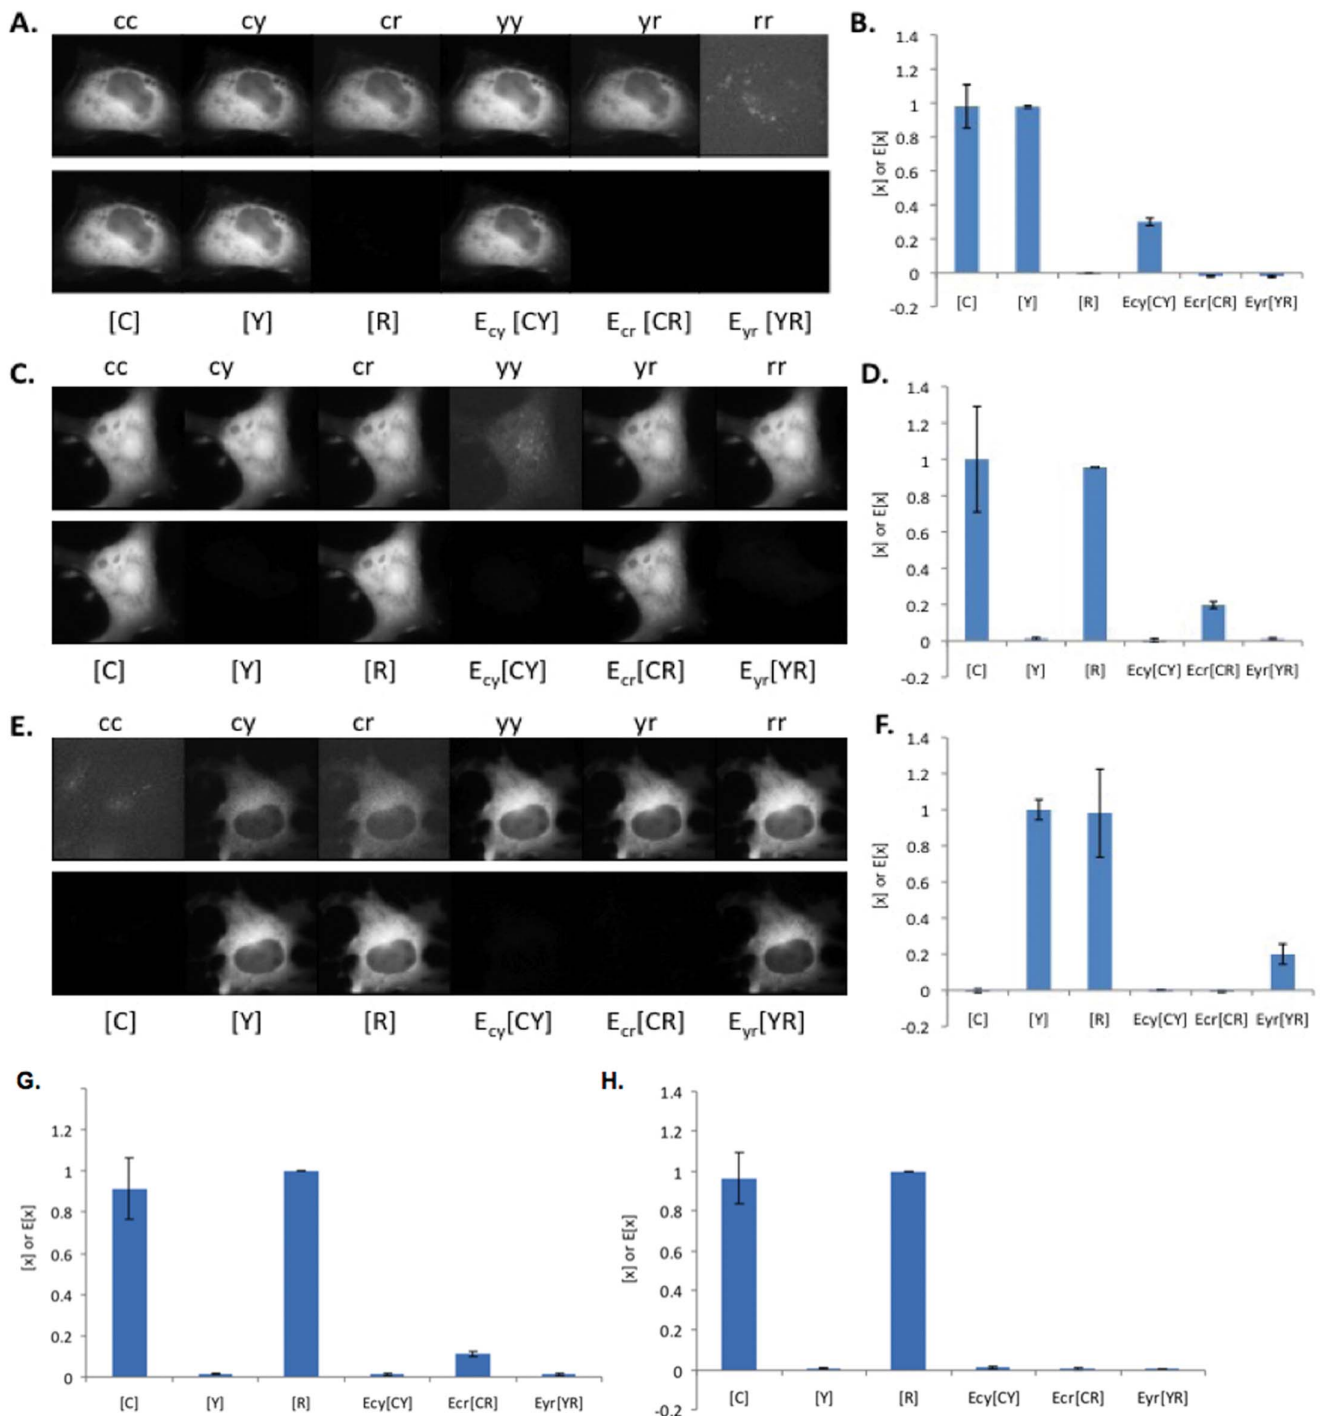 A.
cc cy cr yy yr rr
[C] [Y] [R] Ecy [CY] Ecr [CR] Eyr [YR]
B.
1.4
1.2
1
0.8
0.6
0.4
0.2
0
-0.2
[x] or E[x]
[C] [Y] [R] Ecy[CY] Ecr[CR] Eyr[YR]
C.
cc cy cr yy yr rr
[C] [Y] [R] Ecy[CY] Ecr[CR] Eyr[YR]
D.
1.4
1.2
1
0.8
0.6
0.4
0.2
0
-0.2
[x] or E[x]
[C] [Y] [R] Ecy[CY] Ecr[CR] Eyr[YR]
E.
cc cy cr yy yr rr
[C] [Y] [R] Ecy[CY] Ecr[CR] Eyr[YR]
F.
1.4
1.2
1
0.8
0.6
0.4
0.2
0
-0.2
[x] or E[x]
[C] [Y] [R] Ecy[CY] Ecr[CR] Eyr[YR]
G.
1.2
1
0.8
0.6
0.4
0.2
0
[x] or E[x]
[C] [Y] [R] Ecy[CY] Ecr[CR] Eyr[YR]
H.
1.4
1.2
1
0.8
0.6
0.4
0.2
0
-0.2
[x] or E[x]
[C] [Y] [R] Ecy[CY] Ecr[CR] Eyr[YR]